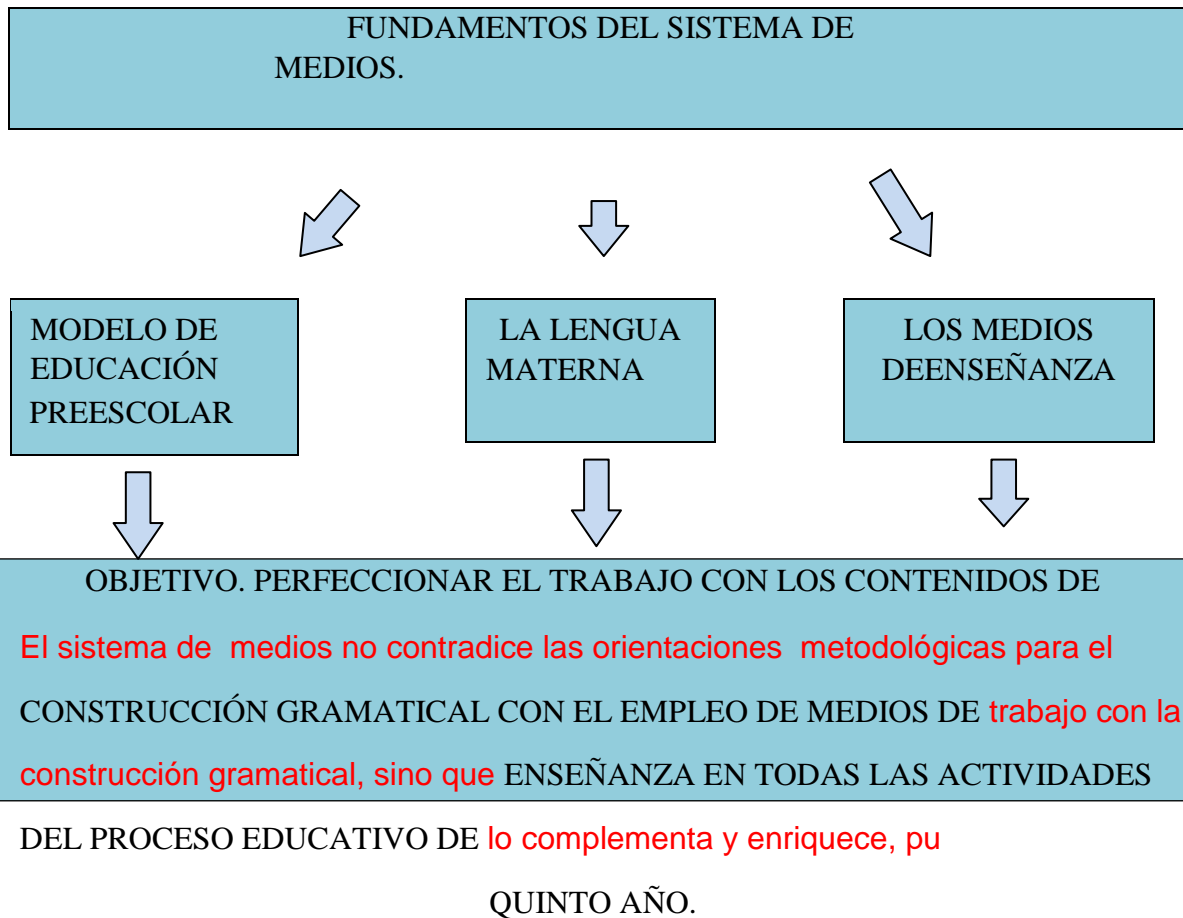 FUNDAMENTOS DEL SISTEMA DE
MEDIOS.
MODELO DE
EDUCACIÓN
PREESCOLAR
LA LENGUA
MATERNA
LOS MEDIOS
DEENSEÑANZA
OBJETIVO. PERFECCIONAR EL TRABAJO CON LOS CONTENIDOS DE
El sistema de medios no contradice las orientaciones metodológicas para el
CONSTRUCCIÓN GRAMATICAL CON EL EMPLEO DE MEDIOS DE trabajo con la
construcción gramatical, sino que ENSEÑANZA EN TODAS LAS ACTIVIDADES
DEL PROCESO EDUCATIVO DE lo complementa y enriquece, pu
QUINTO AÑO.